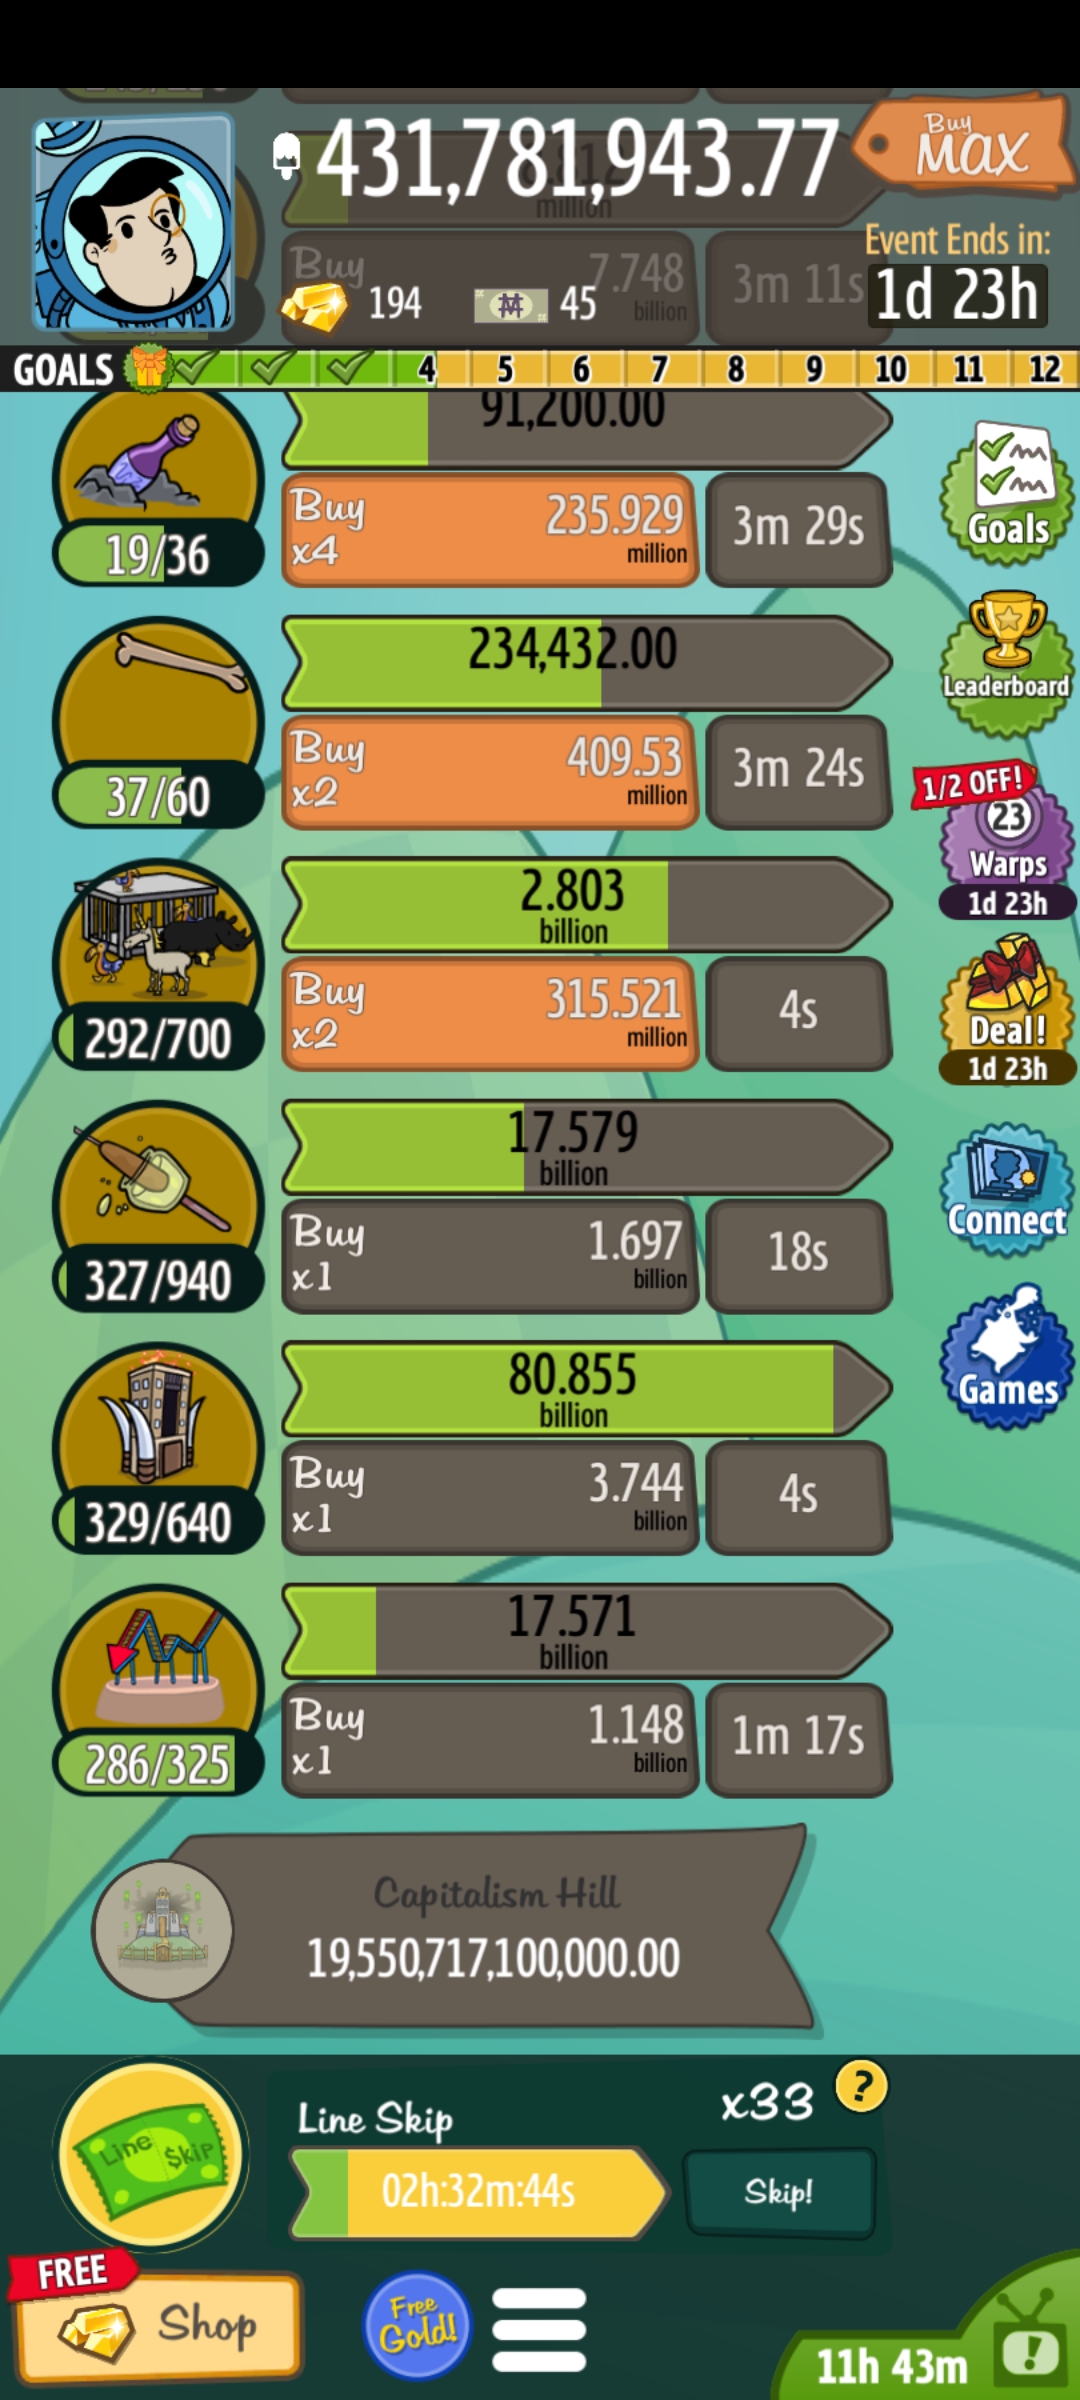 431,781,943.77
Buy
MAX
million
Buy
7.748
billion
3m 11s
194
45
Event Ends in:
1d 23h
GOALS
4 5 6 7 8 9 10 11 12
91,200.00
19/36
Buy
x4
235.929
million
3m 29s
Goals
234,432.00
37/60
Buy
x2
409.53
million
3m 24s
Leaderboard
1/2 OFF!
23
Warps
1d 23h
2.803
billion
292/700
Buy
x2
315.521
million
4s
Deal!
1d 23h
17.579
billion
327/940
Buy
x1
1.697
billion
18s
Connect
80.855
billion
329/640
Buy
x1
3.744
billion
4s
Games
17.571
billion
286/325
Buy
x1
1.148
billion
1m 17s
Capitalism Hill
19,550,717,100,000.00
Line $kip
Line Skip
x33
?
02h:32m:44s
Skip!
FREE
Shop
Free
Gold!
11h 43m
!